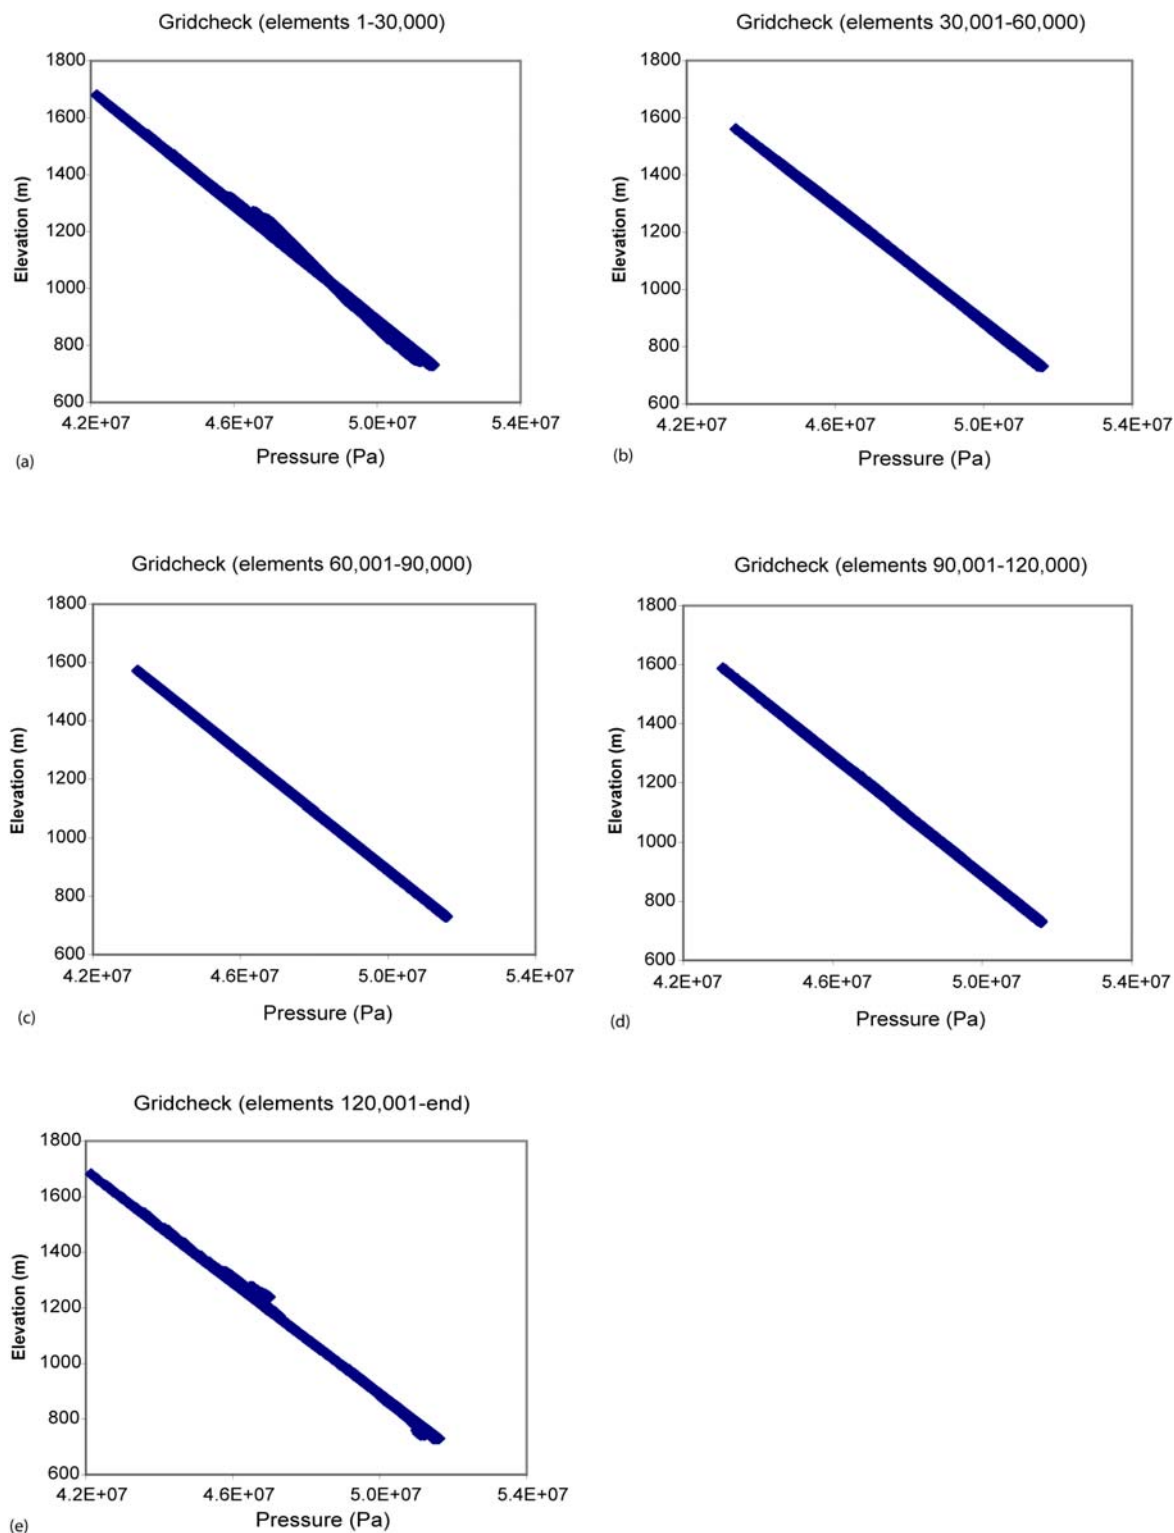 Gridcheck (elements 1-30,000)
1800
1600
1400
1200
1000
800
600
Elevation (m)
4.2E+07 4.6E+07 5.0E+07 5.4E+07
Pressure (Pa)
(a)
Gridcheck (elements 30,001-60,000)
1800
1600
1400
1200
1000
800
600
Elevation (m)
4.2E+07 4.6E+07 5.0E+07 5.4E+07
Pressure (Pa)
(b)
Gridcheck (elements 60,001-90,000)
1800
1600
1400
1200
1000
800
600
Elevation (m)
4.2E+07 4.6E+07 5.0E+07 5.4E+07
Pressure (Pa)
(c)
Gridcheck (elements 90,001-120,000)
1800
1600
1400
1200
1000
800
600
Elevation (m)
4.2E+07 4.6E+07 5.0E+07 5.4E+07
Pressure (Pa)
(d)
Gridcheck (elements 120,001-end)
1800
1600
1400
1200
1000
800
600
Elevation (m)
4.2E+07 4.6E+07 5.0E+07 5.4E+07
Pressure (Pa)
(e)